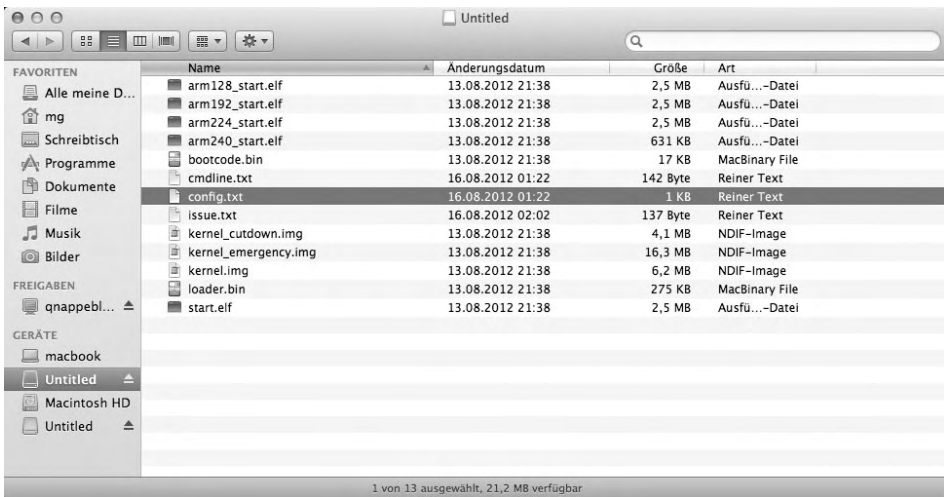 Untitled
FAVORITEN
Alle meine D...
mg
Schreibtisch
Programme
Dokumente
Filme
Musik
Bilder
FREIGABEN
qnappebl...
GERÄTE
macbook
Untitled
Macintosh HD
Untitled
Name Änderungsdatum Größe Art
arm128_start.elf 13.08.2012 21:38 2,5 MB Ausfü...-Datei
arm192_start.elf 13.08.2012 21:38 2,5 MB Ausfü...-Datei
arm224_start.elf 13.08.2012 21:38 2,5 MB Ausfü...-Datei
arm240_start.elf 13.08.2012 21:38 631 KB Ausfü...-Datei
bootcode.bin 13.08.2012 21:38 17 KB MacBinary File
cmdline.txt 16.08.2012 01:22 142 Byte Reiner Text
config.txt 16.08.2012 01:22 1 KB Reiner Text
issue.txt 16.08.2012 02:02 137 Byte Reiner Text
kernel_cutdown.img 13.08.2012 21:38 4,1 MB NDIF-Image
kernel_emergency.img 13.08.2012 21:38 16,3 MB NDIF-Image
kernel.img 13.08.2012 21:38 6,2 MB NDIF-Image
loader.bin 13.08.2012 21:38 275 KB MacBinary File
start.elf 13.08.2012 21:38 2,5 MB Ausfü...-Datei
1 von 13 ausgewählt, 21,2 MB verfügbar